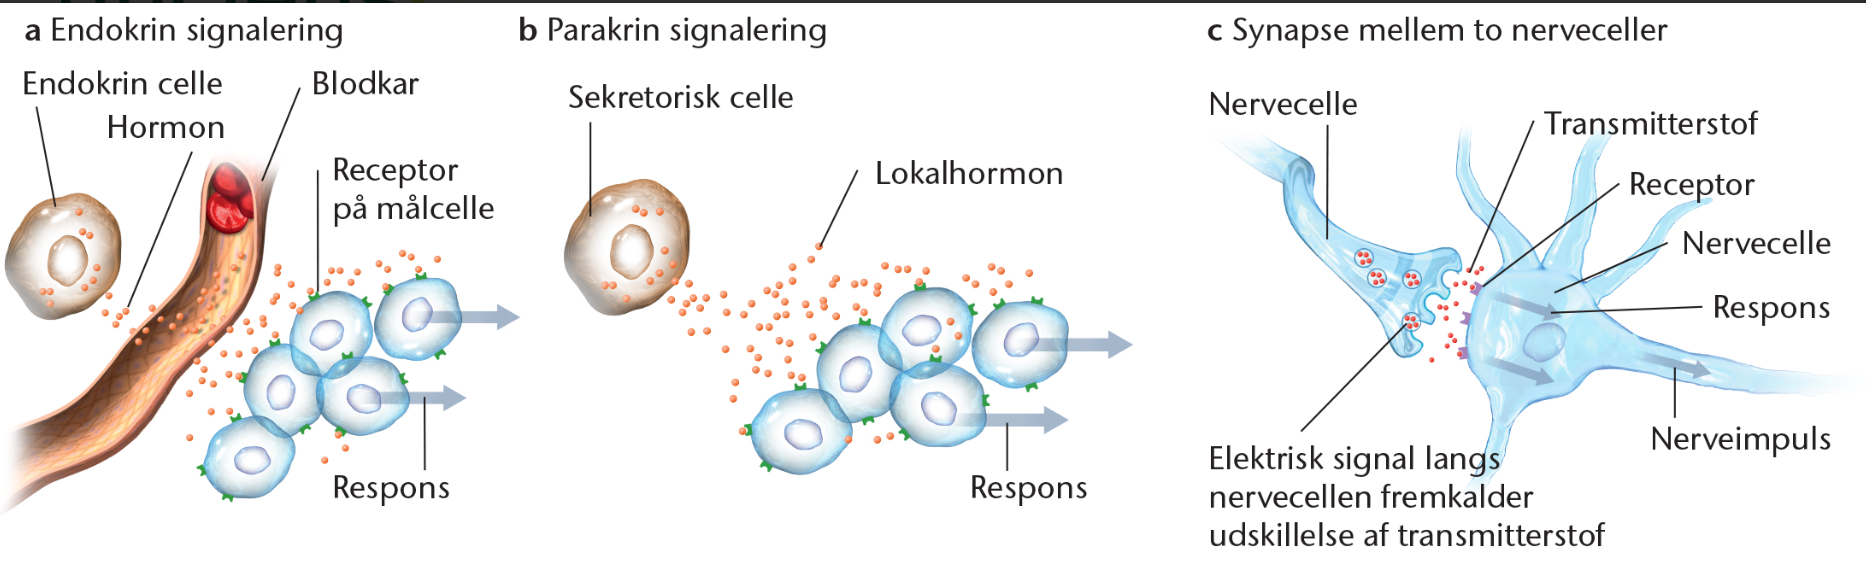 a Endokrin signalering
Endokrin celle
Hormon
Blodkar
Receptor
på målcelle
Respons
b Parakrin signalering
Sekretorisk celle
Lokalhormon
Respons
c Synapse mellem to nerveceller
Nervecelle
Transmitterstof
Receptor
Nervecelle
Respons
Nerveimpuls
Elektrisk signal langs
nervecellen fremkalder
udskillelse af transmitterstof